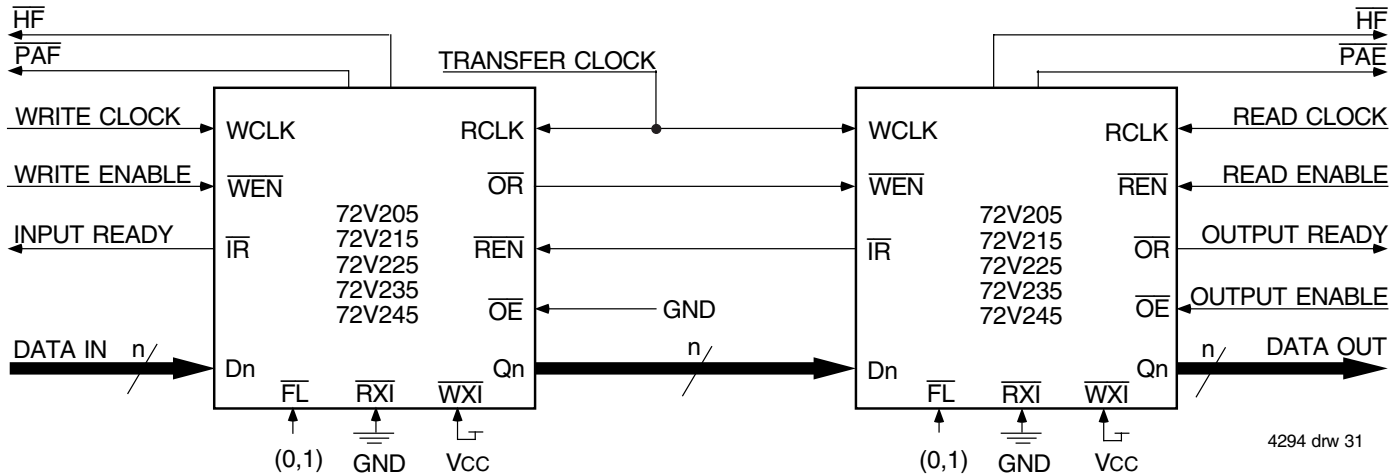 HF HF
PAF TRANSFER CLOCK PAE
WRITE CLOCK WCLK RCLK WCLK RCLK READ CLOCK
WRITE ENABLE WEN OR WEN REN READ ENABLE
72V205 72V205
INPUT READY IR 72V215 REN IR 72V215 OR OUTPUT READY
72V225 72V225
72V235 72V235
72V245 OE GND 72V245 OE OUTPUT ENABLE
DATA IN n Dn Qn n Dn Qn n DATA OUT
FL RXI WXI FL RXI WXI
(0,1) GND VCC (0,1) GND VCC
4294 drw 31